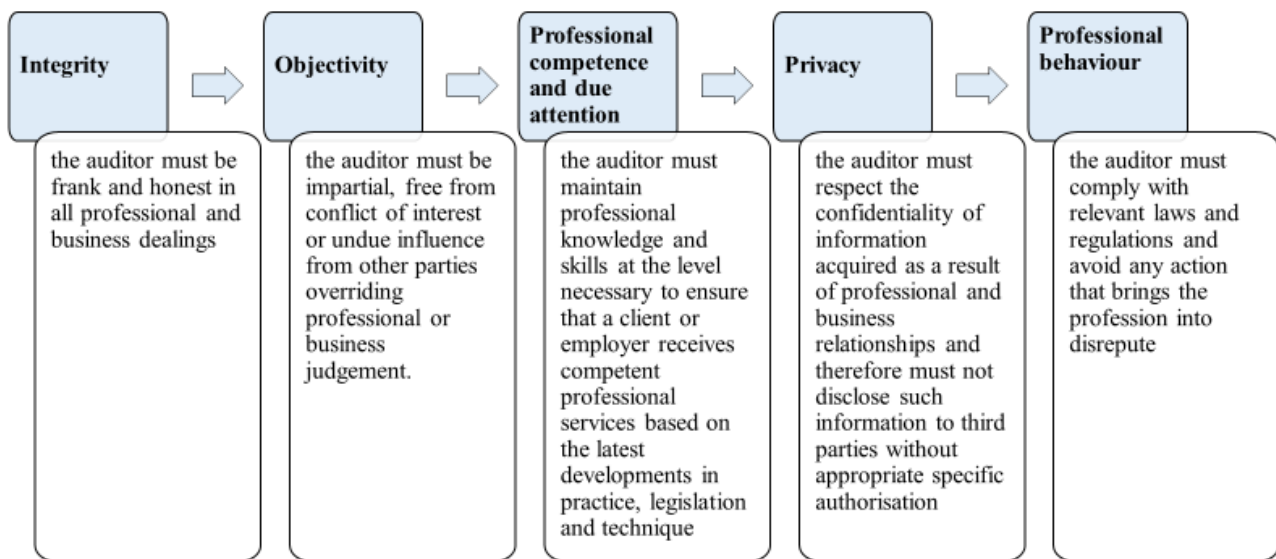 Integrity
the auditor must be
frank and honest in
all professional and
business dealings
Objectivity
the auditor must be
impartial, free from
conflict of interest
or undue influence
from other parties
overriding
professional or
business
judgement.
Professional
competence
and due
attention
the auditor must
maintain
professional
knowledge and
skills at the level
necessary to ensure
that a client or
employer receives
competent
professional
services based on
the latest
developments in
practice, legislation
and technique
Privacy
the auditor must
respect the
confidentiality of
information
acquired as a result
of professional and
business
relationships and
therefore must not
disclose such
information to third
parties without
appropriate specific
authorisation
Professional
behaviour
the auditor must
comply with
relevant laws and
regulations and
avoid any action
that brings the
profession into
disrepute